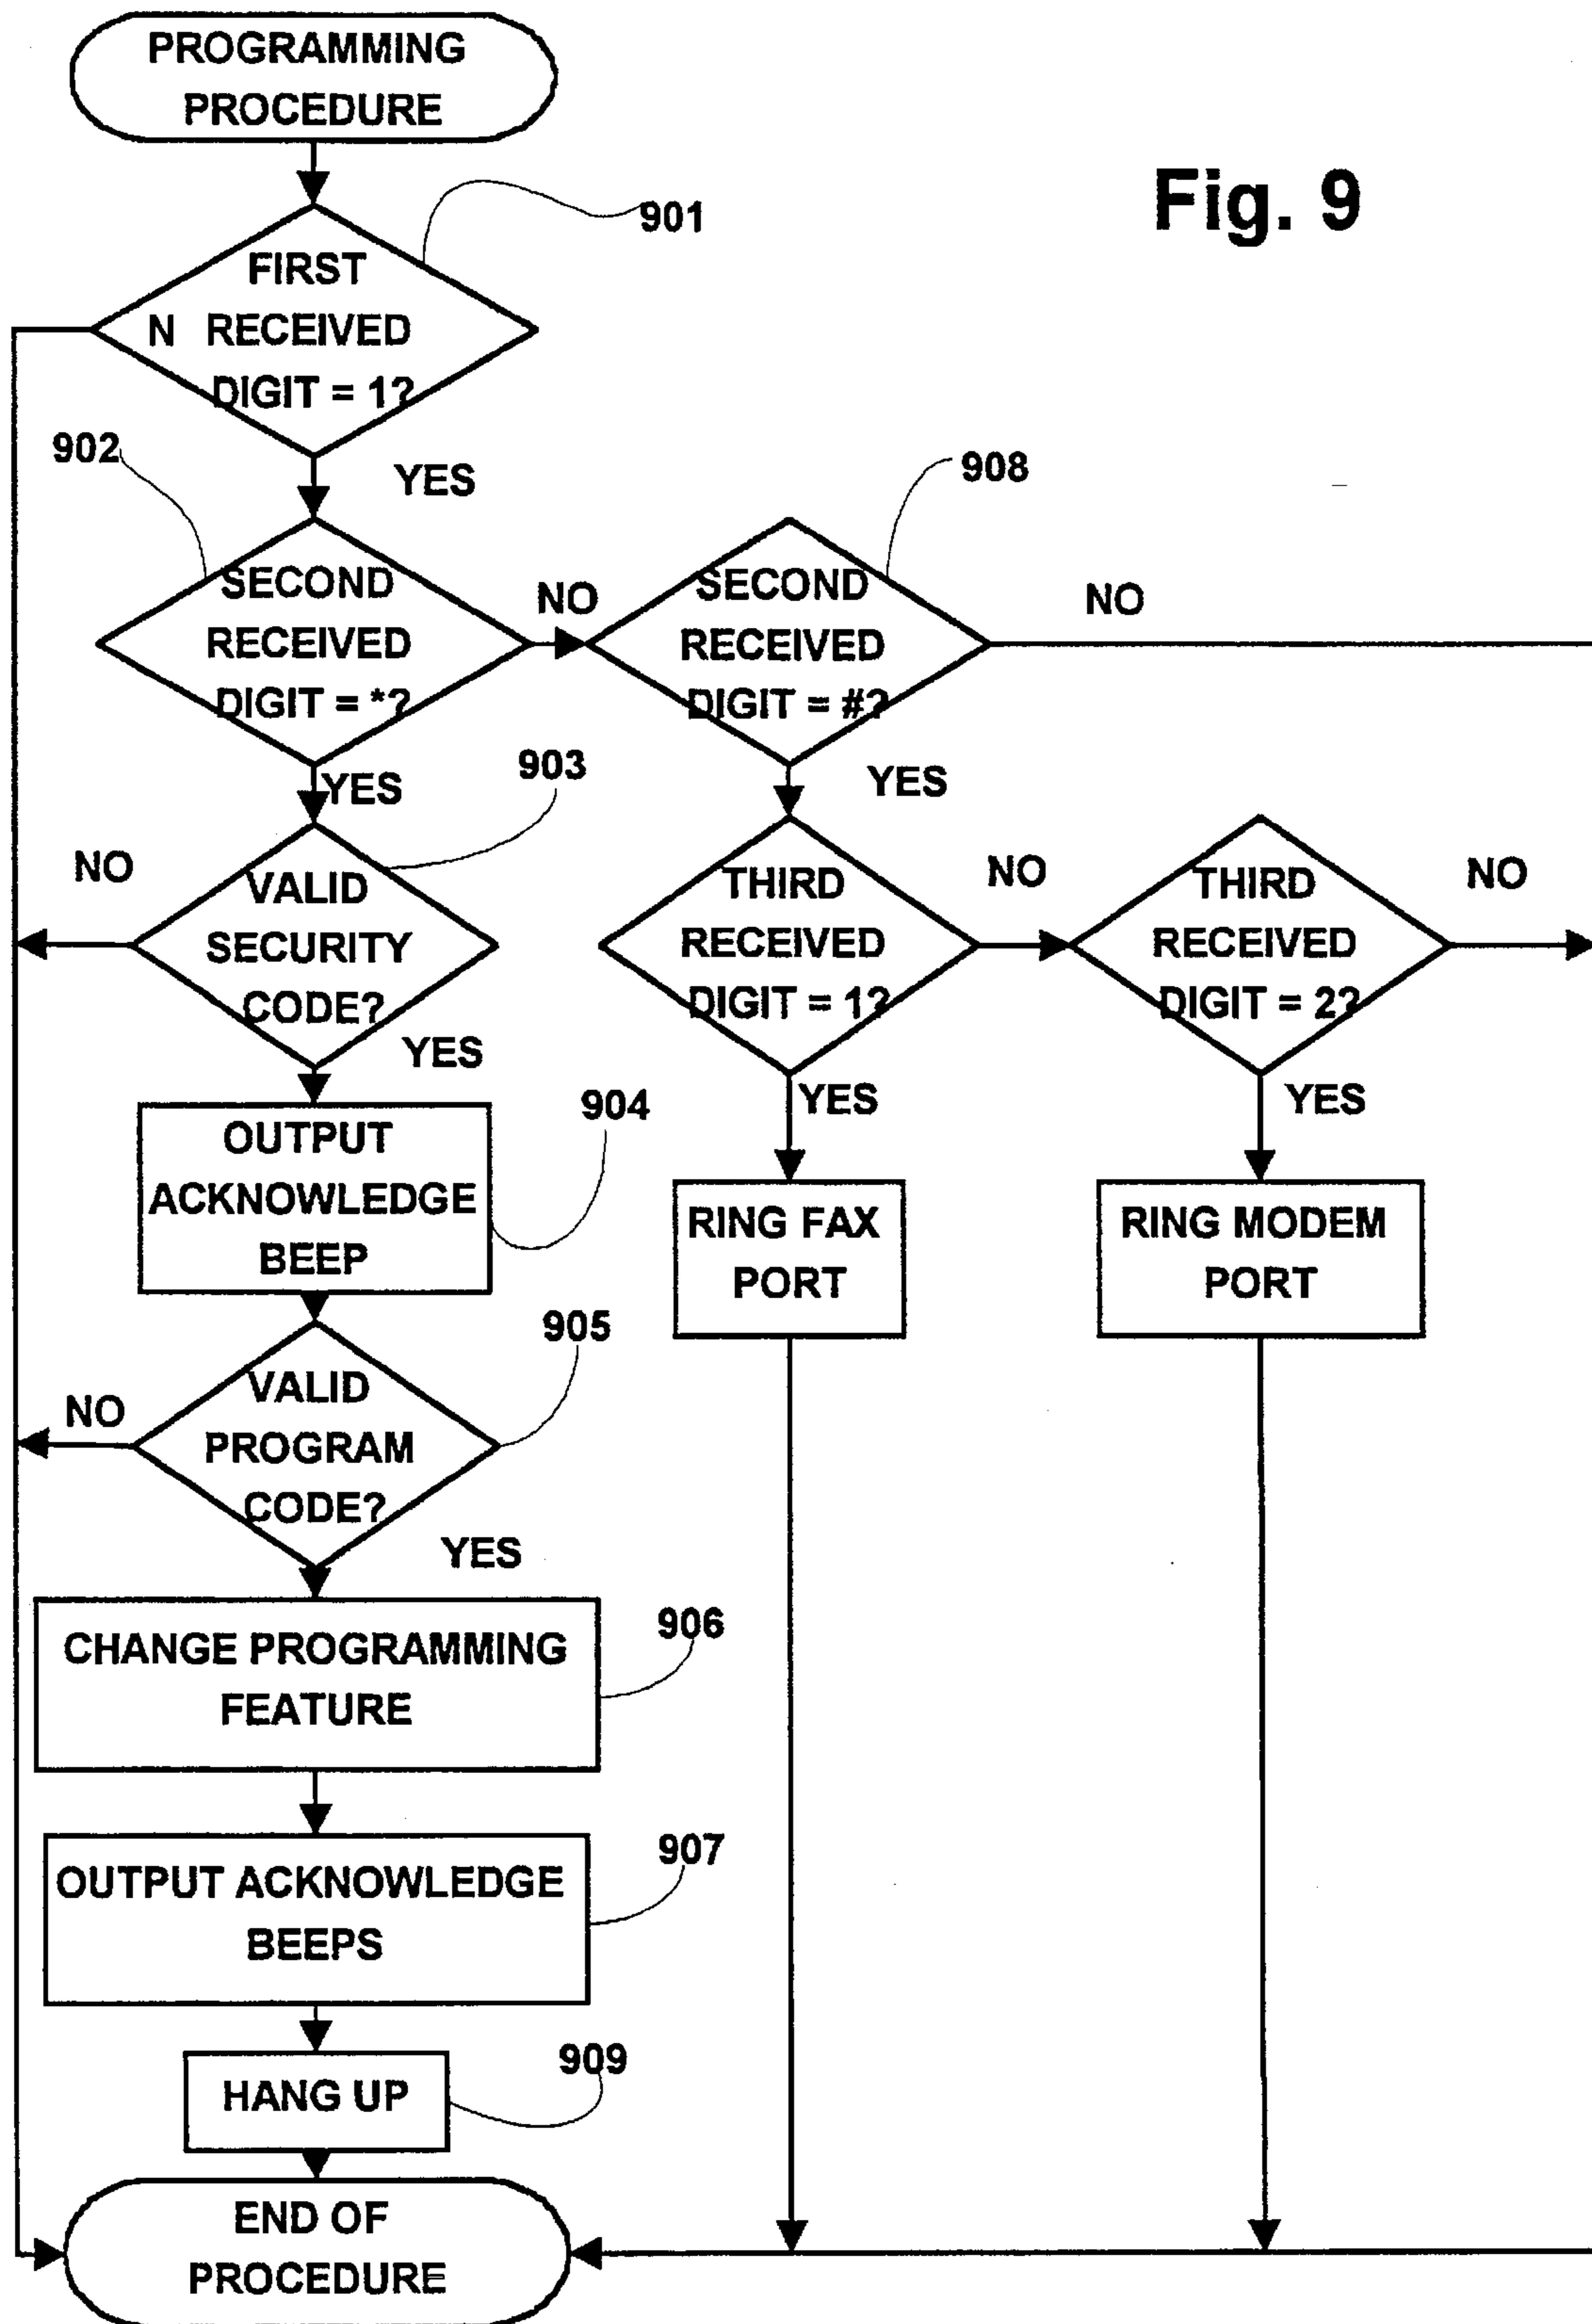 PROGRAMMING
PROCEDURE
Fig. 9
901
FIRST
N RECEIVED
DIGIT = 1?
YES
902
SECOND
RECEIVED
DIGIT = *?
NO
908
SECOND
RECEIVED
DIGIT = #?
NO
YES
YES
903
NO
VALID
SECURITY
CODE?
YES
THIRD
RECEIVED
DIGIT = 1?
NO
THIRD
RECEIVED
DIGIT = 2?
NO
YES
YES
904
OUTPUT
ACKNOWLEDGE
BEEP
RING FAX
PORT
RING MODEM
PORT
905
NO
VALID
PROGRAM
CODE?
YES
906
CHANGE PROGRAMMING
FEATURE
907
OUTPUT ACKNOWLEDGE
BEEPS
909
HANG UP
END OF
PROCEDURE